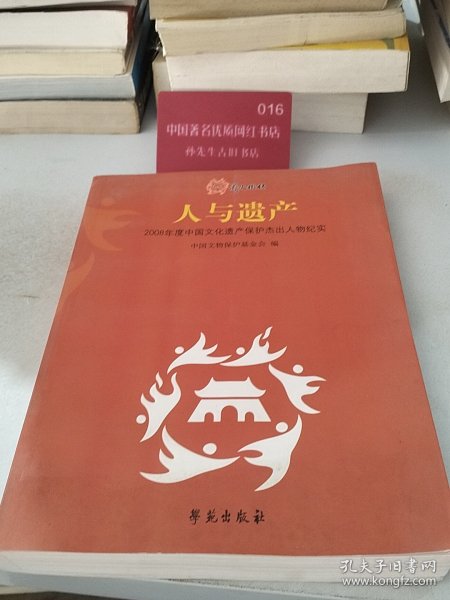 016
中国著名优质网红书店
孙先生古旧书店
人与遗产
2008年度中国文化遗产保护杰出人物纪实
中国文物保护基金会 编
學苑出版社
孔夫子旧书网
www.kongfz.com